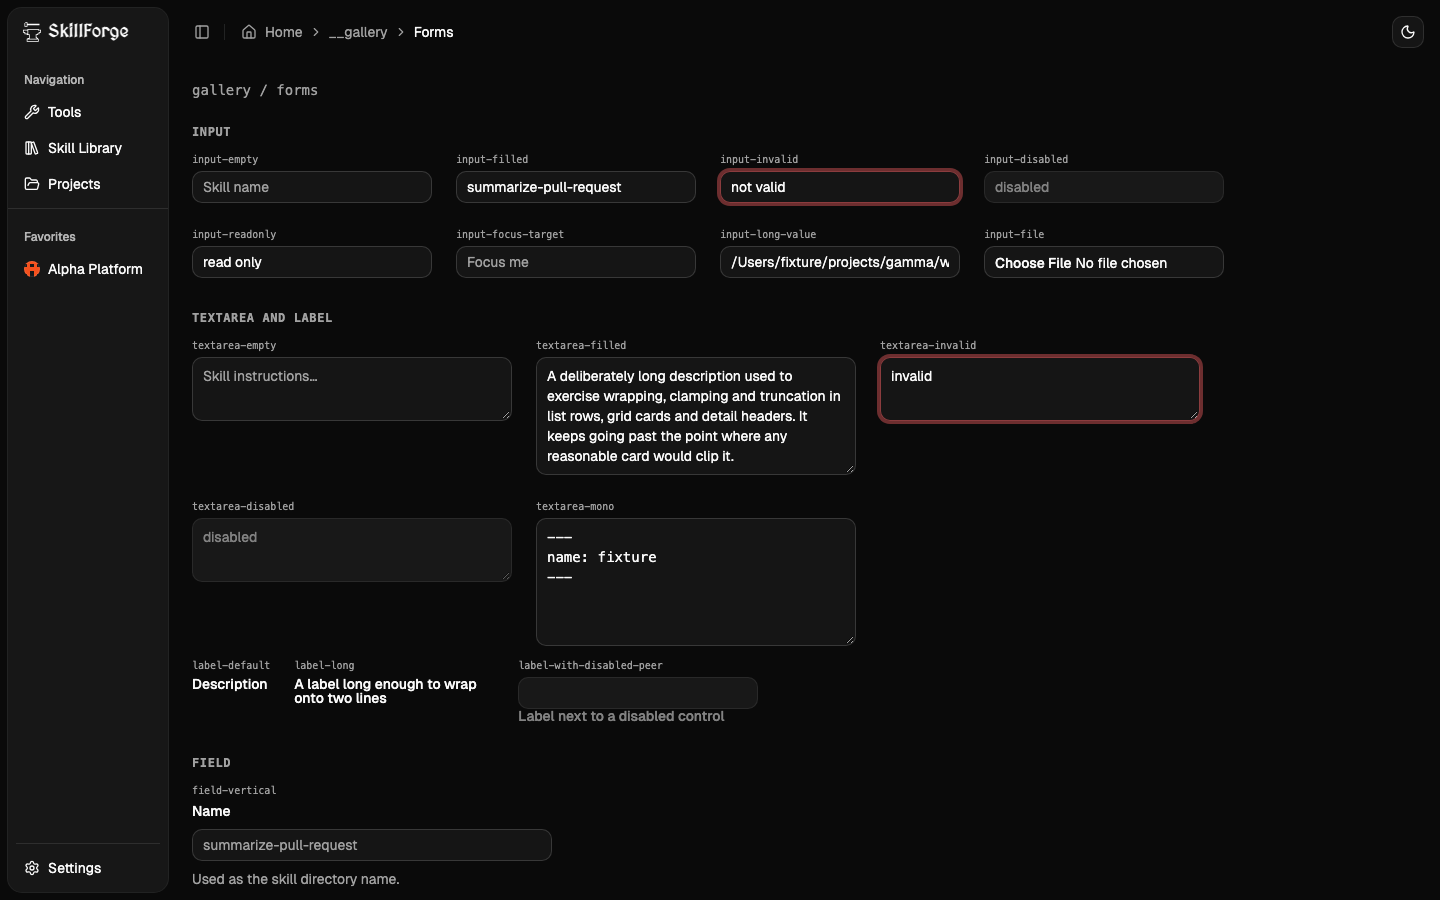 SkillForge
Home
__gallery
Forms
Navigation
Tools
Skill Library
Projects
Favorites
Alpha Platform
Settings
gallery / forms
INPUT
input-empty
input-filled
input-invalid
input-disabled
Skill name
summarize-pull-request
not valid
disabled
input-readonly
input-focus-target
input-long-value
input-file
read only
Focus me
/Users/fixture/projects/gamma/w
Choose File No file chosen
TEXTAREA AND LABEL
textarea-empty
textarea-filled
textarea-invalid
Skill instructions...
A deliberately long description used to
exercise wrapping, clamping and truncation in
list rows, grid cards and detail headers. It
keeps going past the point where any
reasonable card would clip it.
invalid
textarea-disabled
textarea-mono
disabled
---
name: fixture
---
label-default
label-long
label-with-disabled-peer
Description
A label long enough to wrap
onto two lines
Label next to a disabled control
FIELD
field-vertical
Name
summarize-pull-request
Used as the skill directory name.